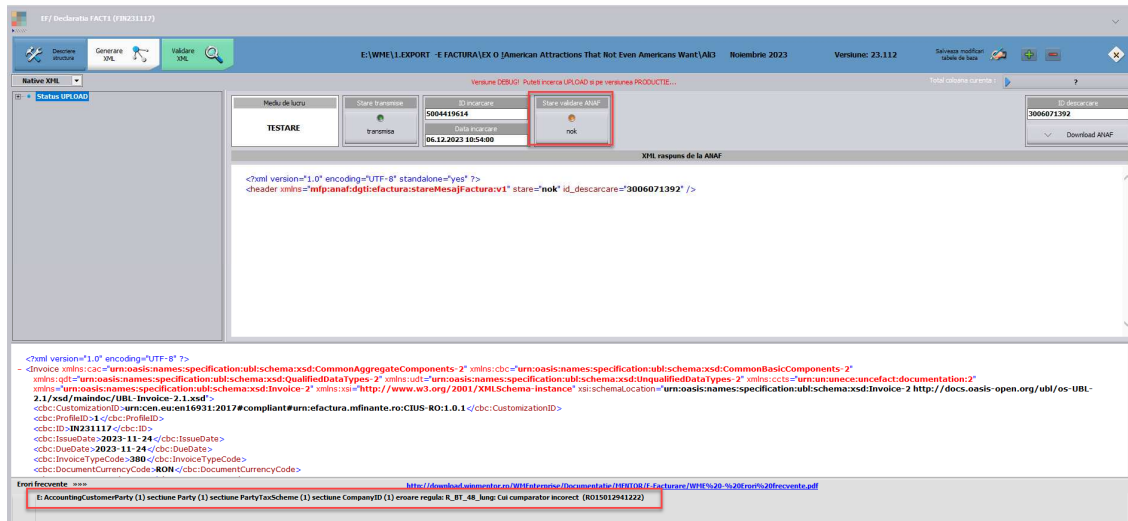 EF/ Declaratia FACT1 (FIN231117)
Descriere structura
Generare XML
Validare XML
E:\WME\1.EXPORT -E FACTURA\EX O !American Attractions That Not Even Americans Want\Al3 Noiembrie 2023 Versiune: 23.112
Salveaza modificari tabele de baza
Native XML
Versiune DEBUG! Puteti incerca UPLOAD si pe versiunea PRODUCTIE...
Total coloana curenta :
?
Status UPLOAD
Mediu de lucru
TESTARE
Stare transmise
transmisa
ID incarcare
5004419614
Data incarcare
06.12.2023 10:54:00
Stare validare ANAF
nok
ID descarcare
3006071392
Download ANAF
XML raspuns de la ANAF
<?xml version="1.0" encoding="UTF-8" standalone="yes" ?>
<header xmlns="mfp:anaf:dgti:efactura:stareMesajFactura:v1" stare="nok" id_descarcare="3006071392" />
<?xml version="1.0" encoding="UTF-8" ?>
- <Invoice xmlns:cac="urn:oasis:names:specification:ubl:schema:xsd:CommonAggregateComponents-2" xmlns:cbc="urn:oasis:names:specification:ubl:schema:xsd:CommonBasicComponents-2"
xmlns:qdt="urn:oasis:names:specification:ubl:schema:xsd:QualifiedDataTypes-2" xmlns:udt="urn:oasis:names:specification:ubl:schema:xsd:UnqualifiedDataTypes-2" xmlns:ccts="urn:un:unece:uncefact:documentation:2"
xmlns="urn:oasis:names:specification:ubl:schema:xsd:Invoice-2" xmlns:xsi="http://www.w3.org/2001/XMLSchema-instance" xsi:schemaLocation="urn:oasis:names:specification:ubl:schema:xsd:Invoice-2 http://docs.oasis-open.org/ubl/os-UBL-
2.1/xsd/maindoc/UBL-Invoice-2.1.xsd">
<cbc:CustomizationID>urn:cen.eu:en16931:2017#compliant#urn:efactura.mfinante.ro:CIUS-RO:1.0.1</cbc:CustomizationID>
<cbc:ProfileID>1</cbc:ProfileID>
<cbc:ID>IN231117</cbc:ID>
<cbc:IssueDate>2023-11-24</cbc:IssueDate>
<cbc:DueDate>2023-11-24</cbc:DueDate>
<cbc:InvoiceTypeCode>380</cbc:InvoiceTypeCode>
<cbc:DocumentCurrencyCode>RON</cbc:DocumentCurrencyCode>
Erori frecvente »»» http://download.winmentor.ro/WMEnterprise/Documentatie/MENTOR/E-Facturare/WME%20-%20Erori%20frecvente.pdf
E: AccountingCustomerParty (1) sectiune Party (1) sectiune PartyTaxScheme (1) sectiune CompanyID (1) eroare regula: R_BT_48_lung: Cui comparator incorect (RO15012941222)